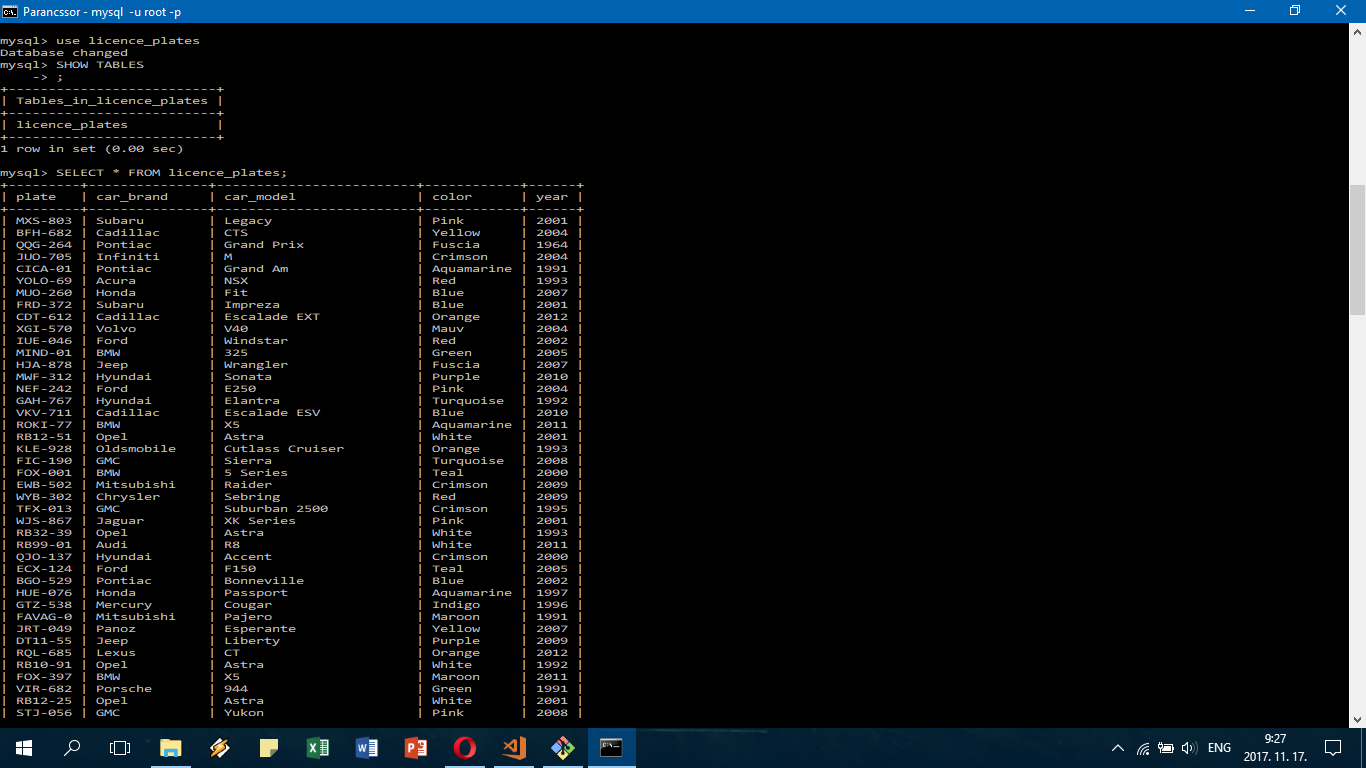 Parancssor - mysql -u root -p
mysql> use licence_plates
Database changed
mysql> SHOW TABLES
    -> ;
+--------------------------+
| Tables_in_licence_plates |
+--------------------------+
| licence_plates           |
+--------------------------+
1 row in set (0.00 sec)
mysql> SELECT * FROM licence_plates;
+---------+---------------+-------------------------+------------+------+
| plate   | car_brand     | car_model               | color      | year |
+---------+---------------+-------------------------+------------+------+
| MXS-803 | Subaru        | Legacy                  | Pink       | 2001 |
| BFH-682 | Cadillac      | CTS                     | Yellow     | 2004 |
| QQG-264 | Pontiac       | Grand Prix              | Fuscia     | 1964 |
| JUO-705 | Infiniti      | M                       | Crimson    | 2004 |
| CICA-01 | Pontiac       | Grand Am                | Aquamarine | 1991 |
| YOLO-69 | Acura         | NSX                     | Red        | 1993 |
| MUO-260 | Honda         | Fit                     | Blue       | 2007 |
| FRD-372 | Subaru        | Impreza                 | Blue       | 2001 |
| CDT-612 | Cadillac      | Escalade EXT            | Orange     | 2012 |
| XGI-570 | Volvo         | V40                     | Mauv       | 2004 |
| IUE-046 | Ford          | Windstar                | Red        | 2002 |
| MIND-01 | BMW           | 325                     | Green      | 2005 |
| HJA-878 | Jeep          | Wrangler                | Fuscia     | 2007 |
| MWF-312 | Hyundai       | Sonata                  | Purple     | 2010 |
| NEF-242 | Ford          | E250                    | Pink       | 2004 |
| GAH-767 | Hyundai       | Elantra                 | Turquoise  | 1992 |
| VKV-711 | Cadillac      | Escalade ESV            | Blue       | 2010 |
| ROKI-77 | BMW           | X5                      | Aquamarine | 2011 |
| RB12-51 | Opel          | Astra                   | White      | 2001 |
| KLE-928 | Oldsmobile    | Cutlass Cruiser         | Orange     | 1993 |
| FIC-190 | GMC           | Sierra                  | Turquoise  | 2008 |
| FOX-001 | BMW           | 5 Series                | Teal       | 2000 |
| EWB-502 | Mitsubishi    | Raider                  | Crimson    | 2009 |
| WYB-302 | Chrysler      | Sebring                 | Red        | 2009 |
| TFX-013 | GMC           | Suburban 2500           | Crimson    | 1995 |
| WJS-867 | Jaguar        | XK Series               | Pink       | 2001 |
| RB32-39 | Opel          | Astra                   | White      | 1993 |
| RB99-01 | Audi          | R8                      | White      | 2011 |
| QJO-137 | Hyundai       | Accent                  | Crimson    | 2000 |
| ECX-124 | Ford          | F150                    | Teal       | 2005 |
| BGO-529 | Pontiac       | Bonneville              | Blue       | 2002 |
| HUE-076 | Honda         | Passport                | Aquamarine | 1997 |
| GTZ-538 | Mercury       | Cougar                  | Indigo     | 1996 |
| FAVAG-0 | Mitsubishi    | Pajero                  | Maroon     | 1991 |
| JRT-049 | Panoz         | Esperante               | Yellow     | 2007 |
| DT11-55 | Jeep          | Liberty                 | Purple     | 2009 |
| RQL-685 | Lexus         | CT                      | Orange     | 2012 |
| RB10-91 | Opel          | Astra                   | White      | 1992 |
| FOX-397 | BMW           | X5                      | Maroon     | 2011 |
| VIR-682 | Porsche       | 944                     | Green      | 1991 |
| RB12-25 | Opel          | Astra                   | White      | 2001 |
| STJ-056 | GMC           | Yukon                   | Pink       | 2008 |
ENG
9:27
2017. 11. 17.